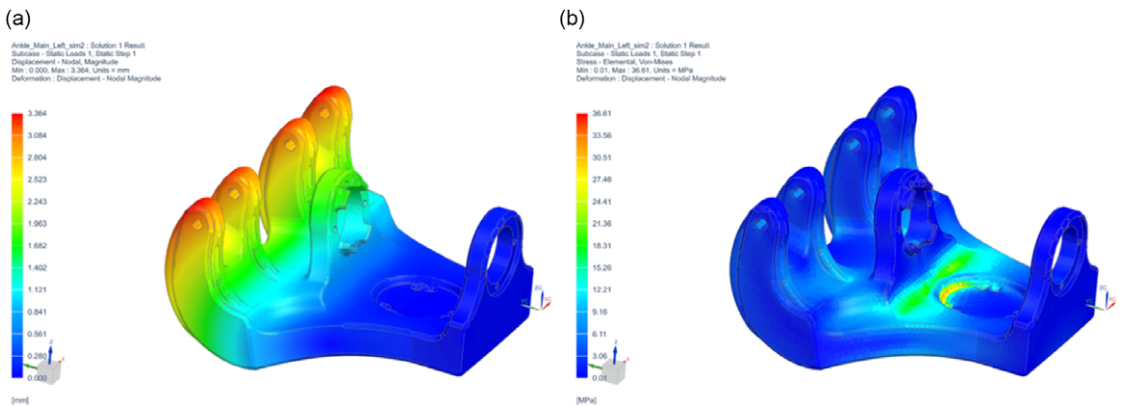 (a)
Ankle_Main_Left_sim2 : Solution 1 Result
Subcase - Static Loads 1, Static Step 1
Displacement - Nodal, Magnitude
Min : 0.000, Max : 3.364, Units = mm
Deformation : Displacement - Nodal Magnitude
3.364
3.084
2.804
2.523
2.243
1.963
1.682
1.402
1.121
0.841
0.561
0.280
0.000
[mm]
(b)
Ankle_Main_Left_sim2 : Solution 1 Result
Subcase - Static Loads 1, Static Step 1
Stress - Elemental, Von-Mises
Min : 0.01, Max : 36.61, Units = MPa
Deformation : Displacement - Nodal Magnitude
36.61
33.56
30.51
27.46
24.41
21.36
18.31
15.26
12.21
9.16
6.11
3.06
0.01
[MPa]